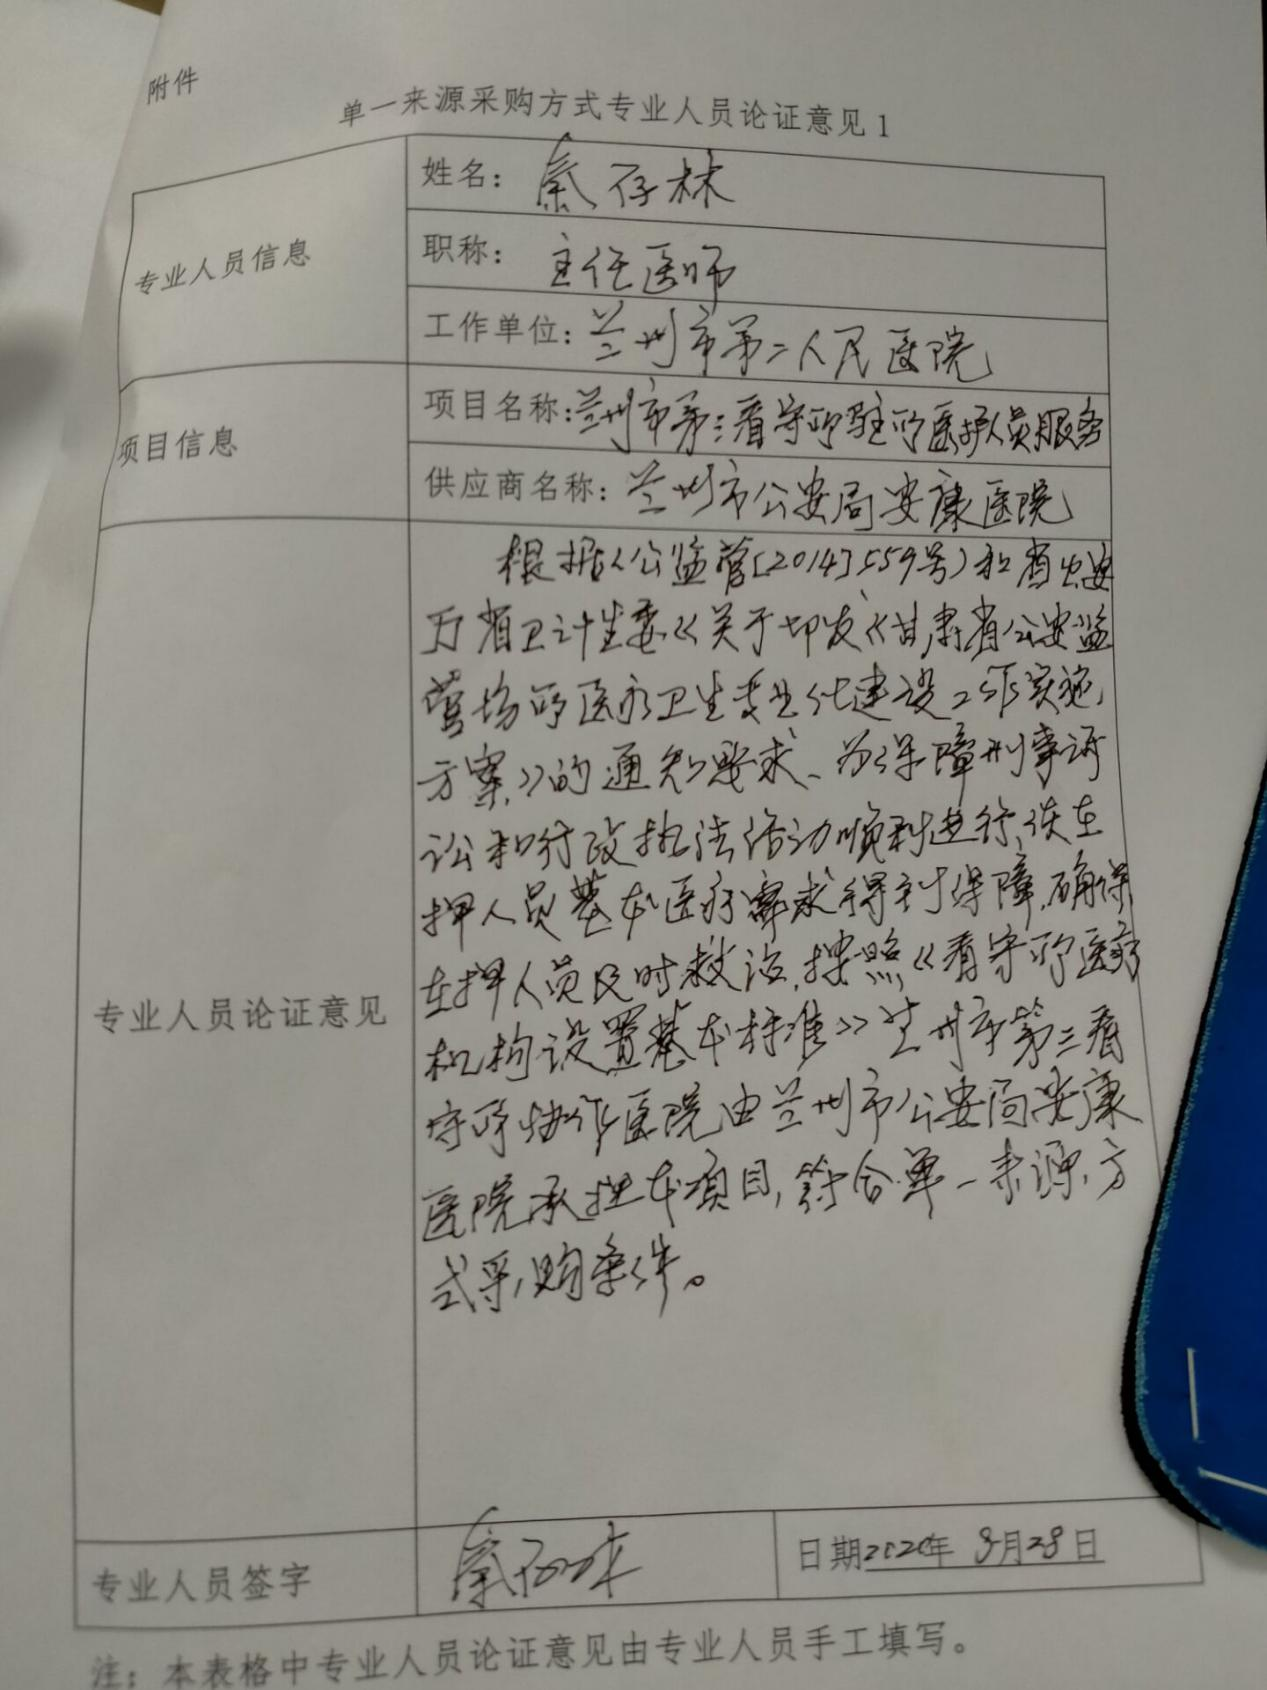 附件
单一来源采购方式专业人员论证意见1
专业人员信息
姓名：秦存林
职称：主任医师
工作单位：兰州市第二人民医院
项目信息
项目名称：兰州市第三看守所驻所医护人员服务
供应商名称：兰州市公安局安康医院
专业人员论证意见
根据《公监管[2014]559号》和省公安
厅省卫计生委《关于印发《甘肃省公安监
管场所医疗卫生专业化建设工作实施
方案》的通知要求、为保障刑事诉
讼和行政执法活动顺利进行,使在
押人员基本医疗需求得到保障,确保
在押人员及时救治,按照《看守所医疗
机构设置基本标准》兰州市第三看
守所协作医院由兰州市公安局安康
医院承担本项目,符合单一来源方
式采购条件。
专业人员签字
秦存林
日期2020年 8月28日
注：本表格中专业人员论证意见由专业人员手工填写。